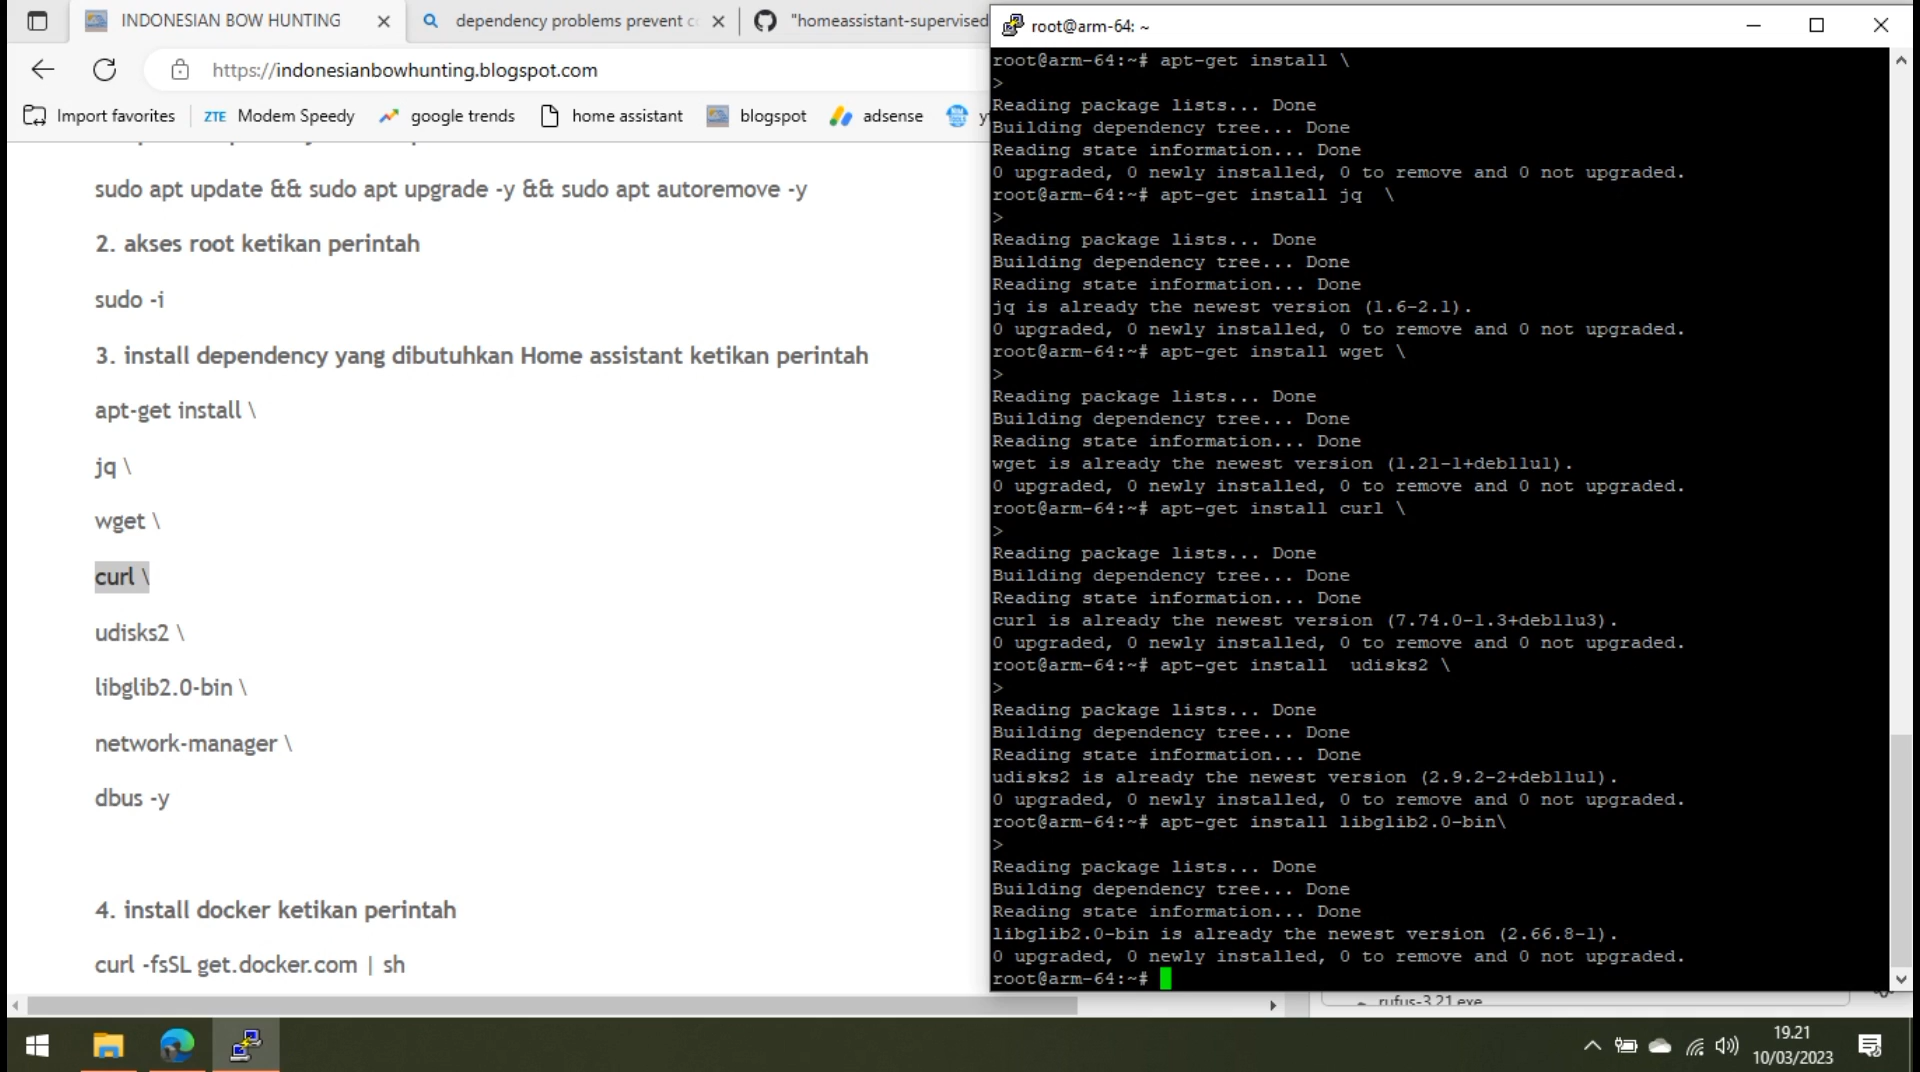 INDONESIAN BOW HUNTING
dependency problems prevent c
"homeassistant-supervised
https://indonesianbowhunting.blogspot.com
Import favorites
ZTE Modem Speedy
google trends
home assistant
blogspot
adsense
sudo apt update && sudo apt upgrade -y && sudo apt autoremove -y
2. akses root ketikan perintah
sudo -i
3. install dependency yang dibutuhkan Home assistant ketikan perintah
apt-get install \
jq \
wget \
curl \
udisks2 \
libglib2.0-bin \
network-manager \
dbus -y
4. install docker ketikan perintah
curl -fsSL get.docker.com | sh
root@arm-64: ~
root@arm-64:~# apt-get install \
>
Reading package lists... Done
Building dependency tree... Done
Reading state information... Done
0 upgraded, 0 newly installed, 0 to remove and 0 not upgraded.
root@arm-64:~# apt-get install jq  \
>
Reading package lists... Done
Building dependency tree... Done
Reading state information... Done
jq is already the newest version (1.6-2.1).
0 upgraded, 0 newly installed, 0 to remove and 0 not upgraded.
root@arm-64:~# apt-get install wget \
>
Reading package lists... Done
Building dependency tree... Done
Reading state information... Done
wget is already the newest version (1.21-1+deb11u1).
0 upgraded, 0 newly installed, 0 to remove and 0 not upgraded.
root@arm-64:~# apt-get install curl \
>
Reading package lists... Done
Building dependency tree... Done
Reading state information... Done
curl is already the newest version (7.74.0-1.3+deb11u3).
0 upgraded, 0 newly installed, 0 to remove and 0 not upgraded.
root@arm-64:~# apt-get install  udisks2 \
>
Reading package lists... Done
Building dependency tree... Done
Reading state information... Done
udisks2 is already the newest version (2.9.2-2+deb11u1).
0 upgraded, 0 newly installed, 0 to remove and 0 not upgraded.
root@arm-64:~# apt-get install libglib2.0-bin\
>
Reading package lists... Done
Building dependency tree... Done
Reading state information... Done
libglib2.0-bin is already the newest version (2.66.8-1).
0 upgraded, 0 newly installed, 0 to remove and 0 not upgraded.
root@arm-64:~#
rufus-3.21.exe
19.21
10/03/2023